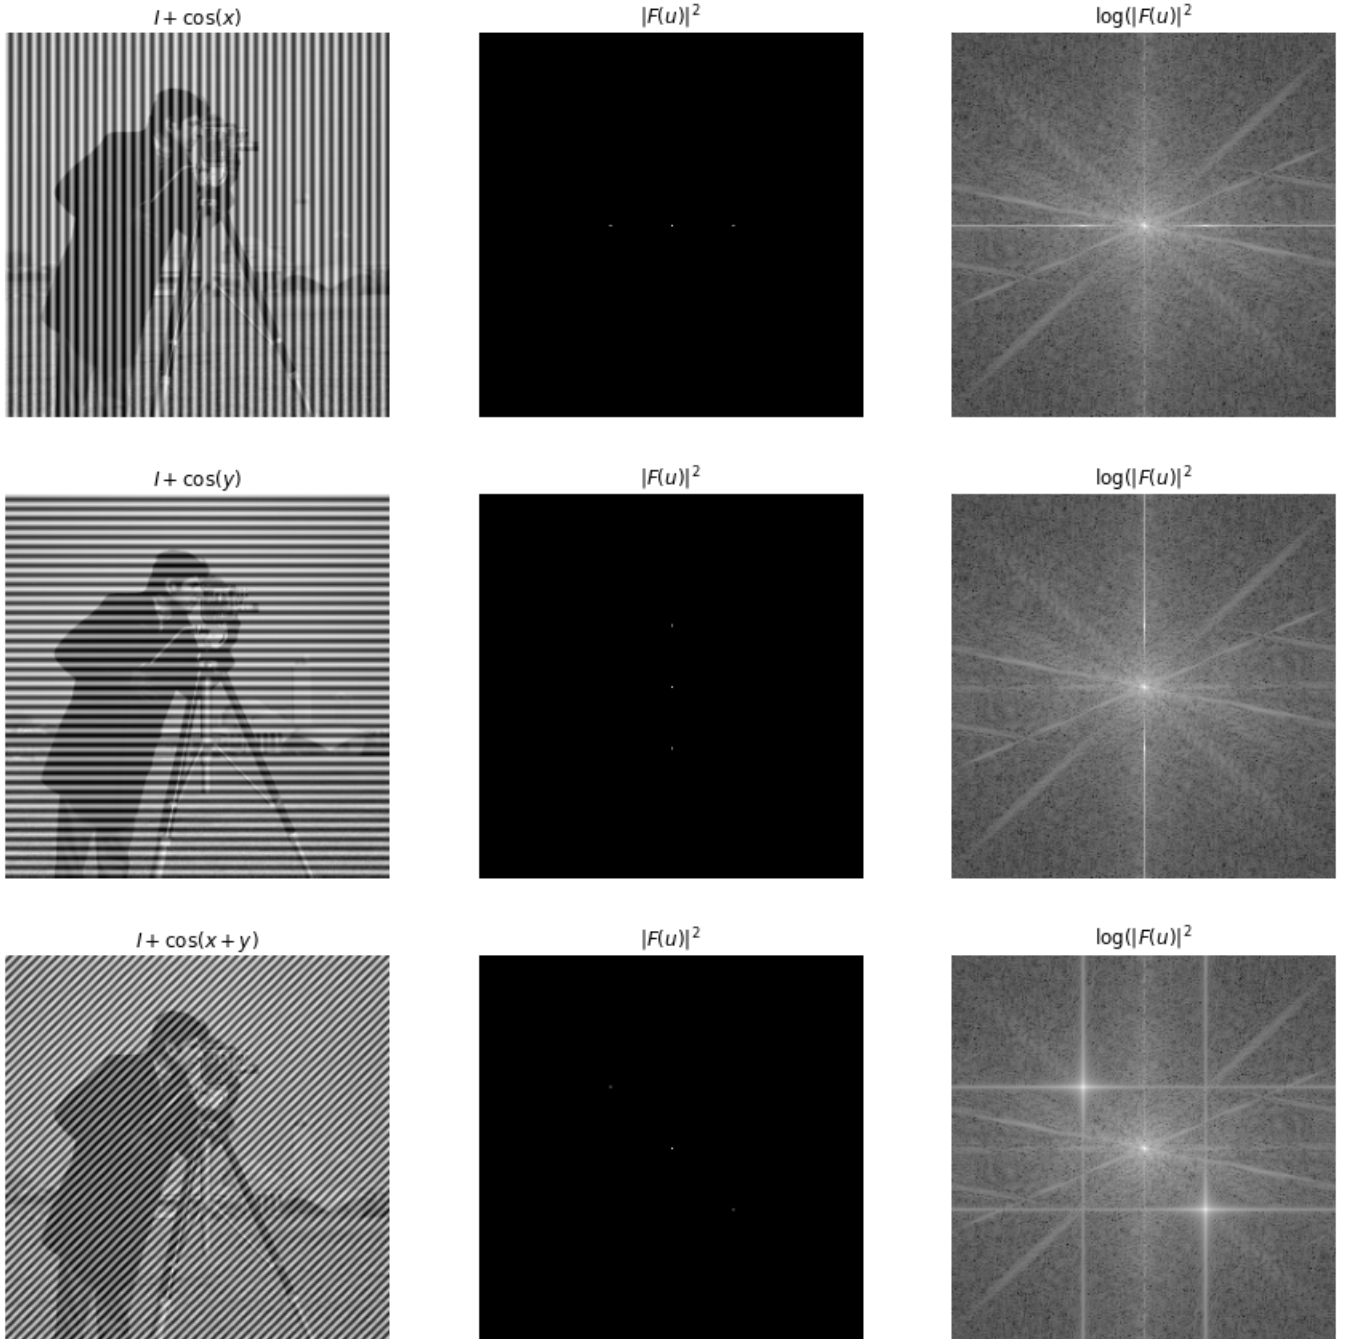 I + cos(x) |F(u)|² log(|F(u)|²
I + cos(y) |F(u)|² log(|F(u)|²
I + cos(x + y) |F(u)|² log(|F(u)|²